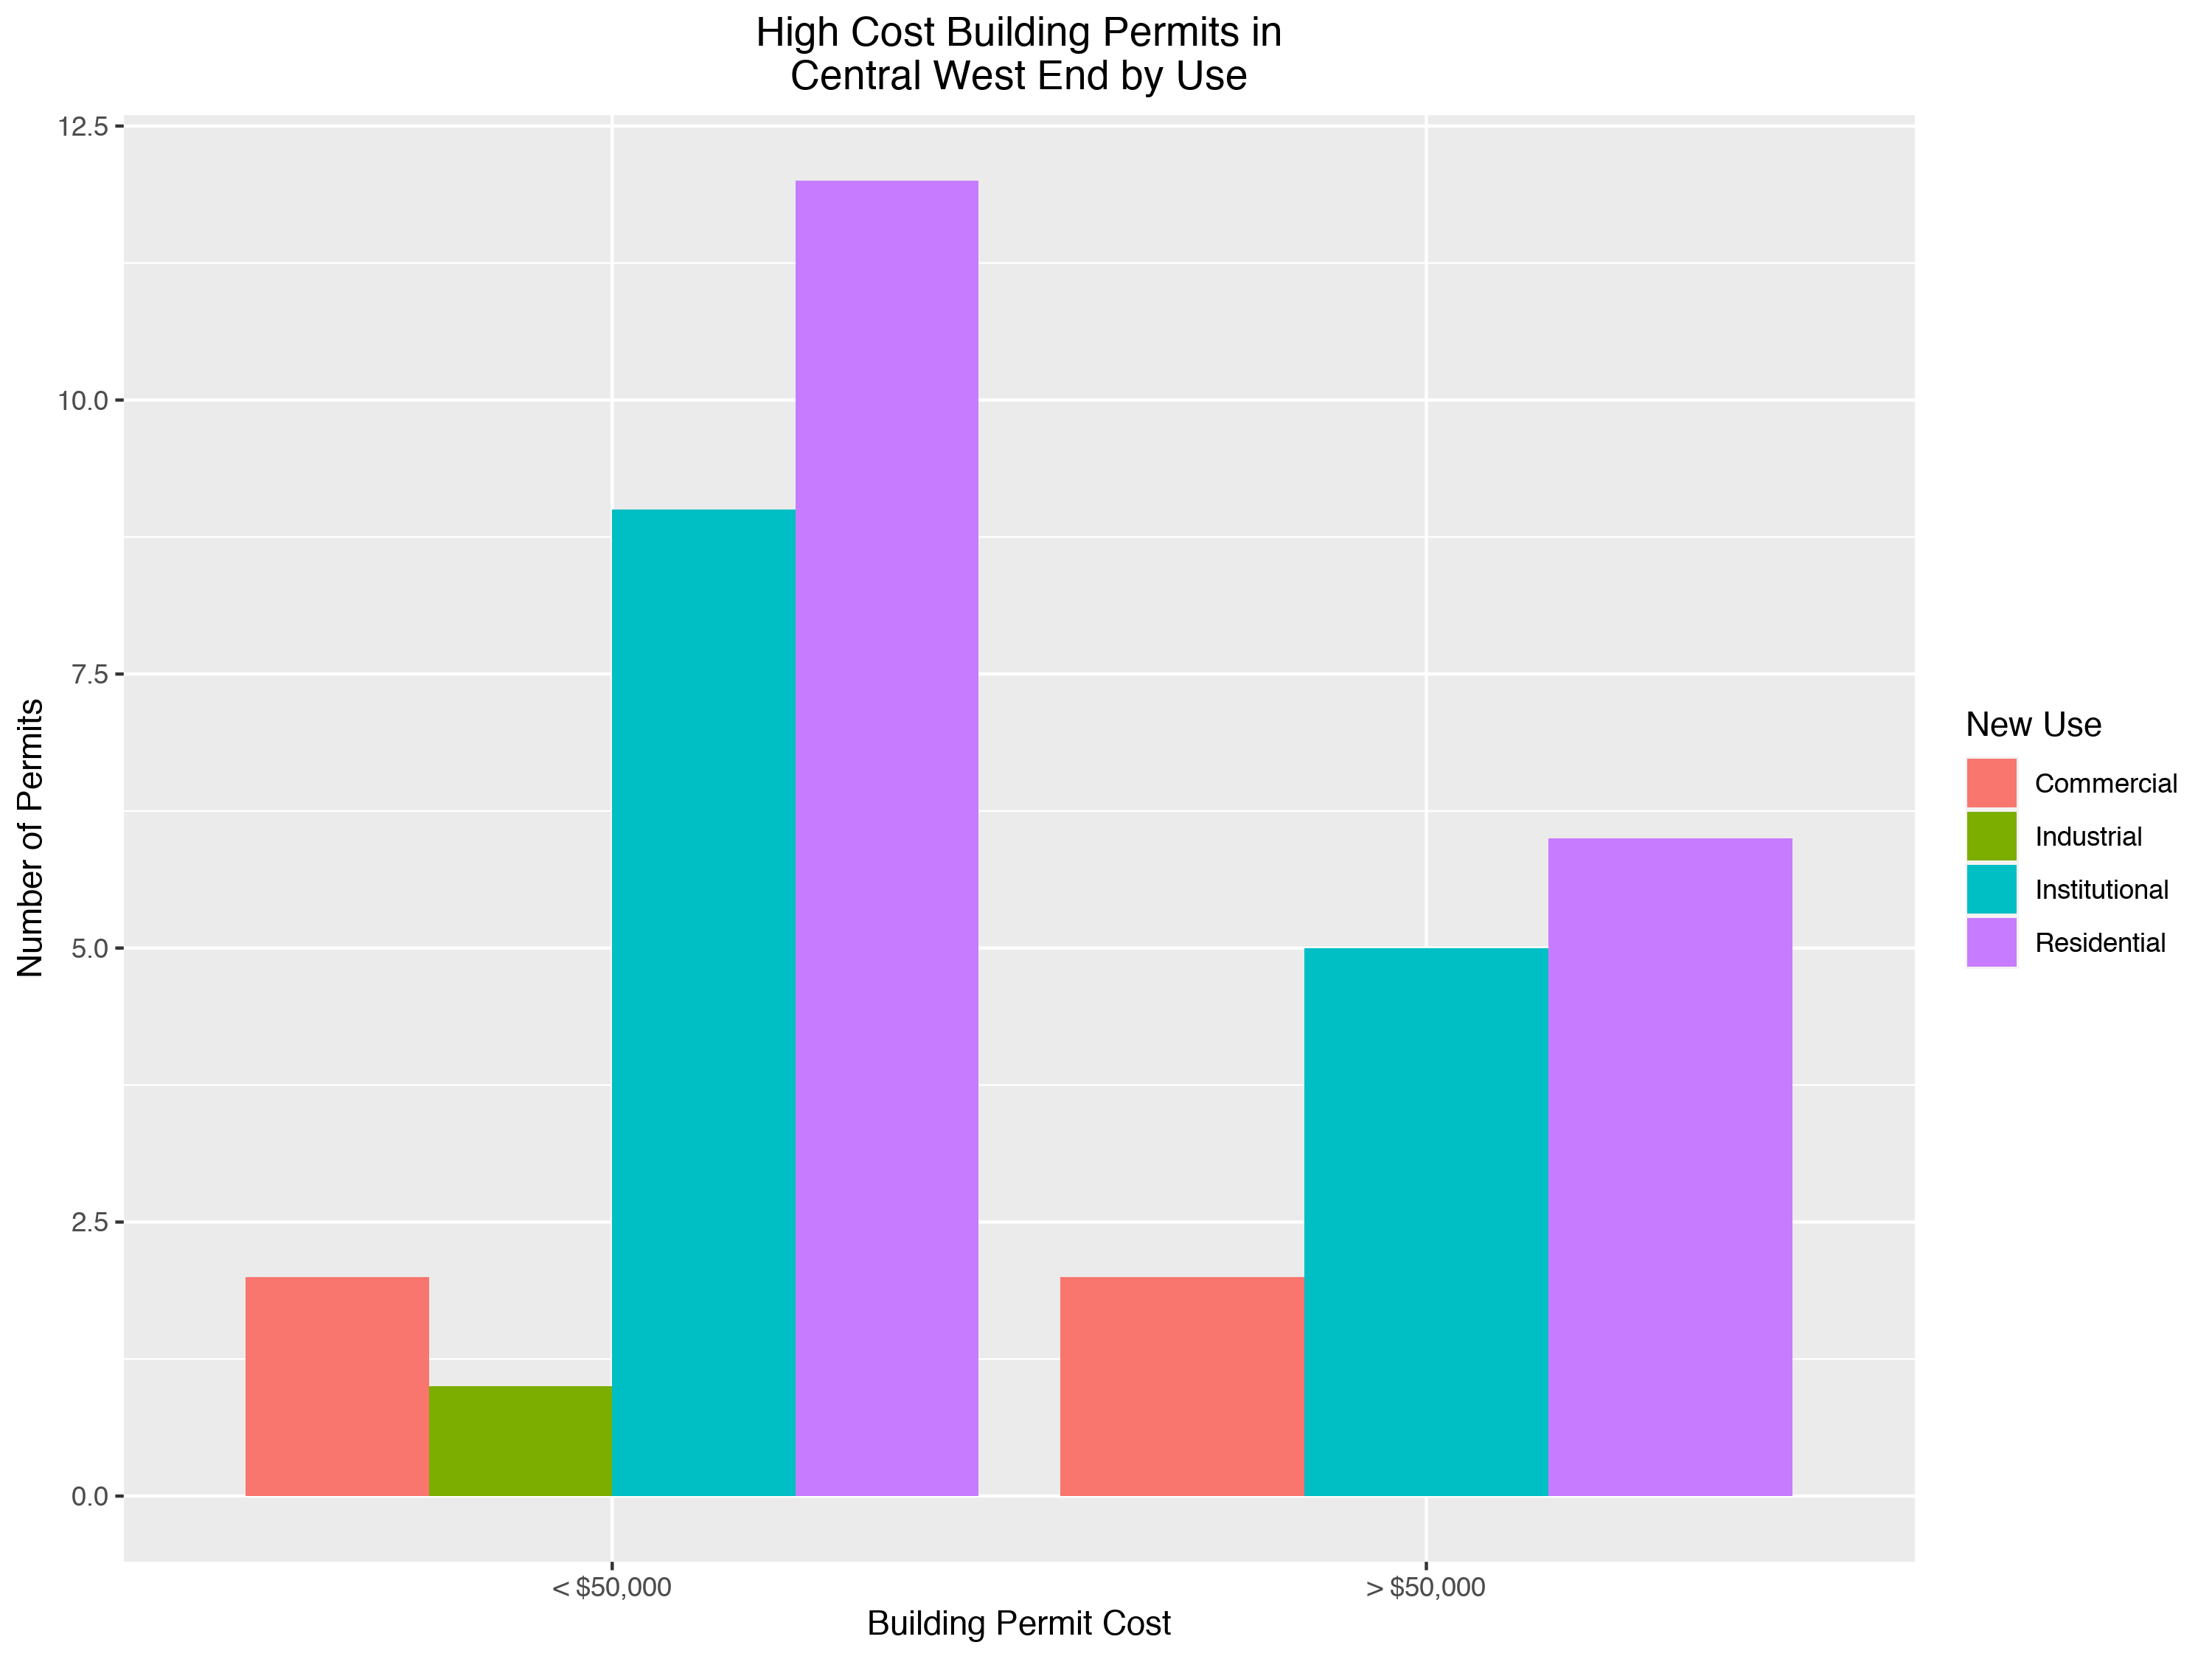 High Cost Building Permits in
Central West End by Use
12.5
10.0
7.5
5.0
2.5
0.0
Number of Permits
< $50,000
> $50,000
Building Permit Cost
New Use
Commercial
Industrial
Institutional
Residential